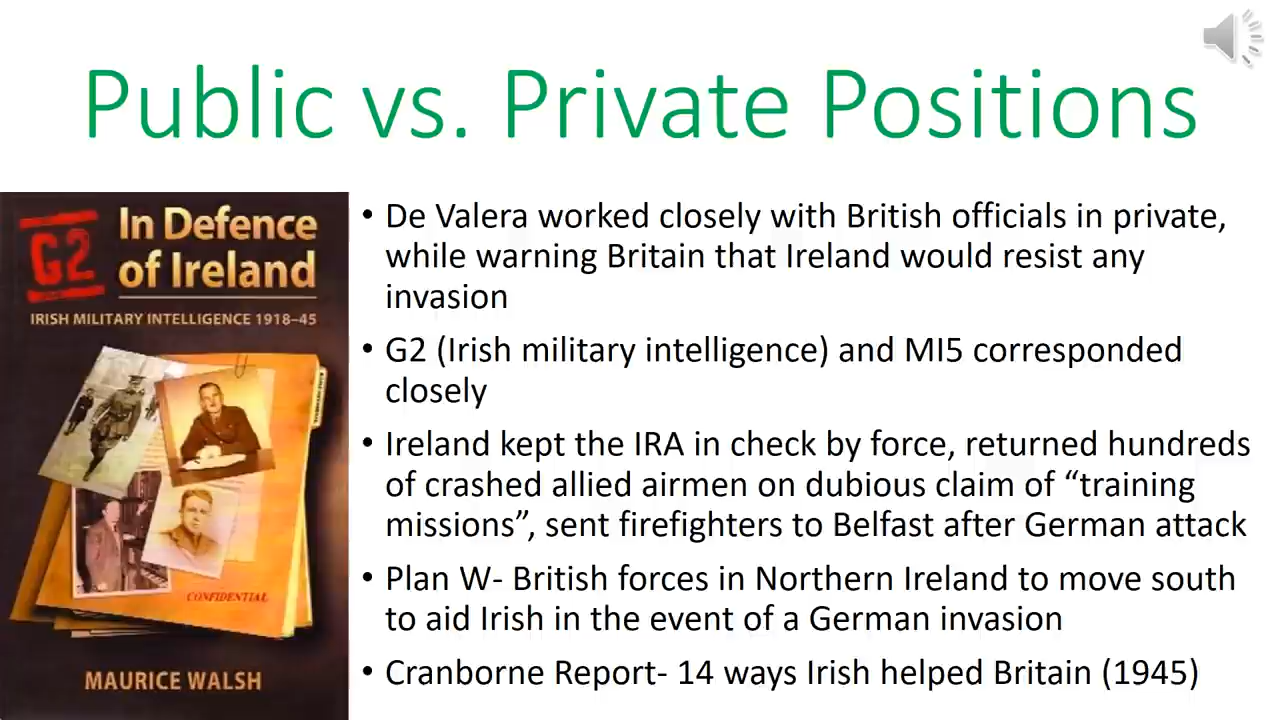 Public vs. Private Positions
G2
In Defence
of Ireland
IRISH MILITARY INTELLIGENCE 1918–45
CONFIDENTIAL
MAURICE WALSH
• De Valera worked closely with British officials in private,
while warning Britain that Ireland would resist any
invasion
• G2 (Irish military intelligence) and MI5 corresponded
closely
• Ireland kept the IRA in check by force, returned hundreds
of crashed allied airmen on dubious claim of “training
missions”, sent firefighters to Belfast after German attack
• Plan W- British forces in Northern Ireland to move south
to aid Irish in the event of a German invasion
• Cranborne Report- 14 ways Irish helped Britain (1945)